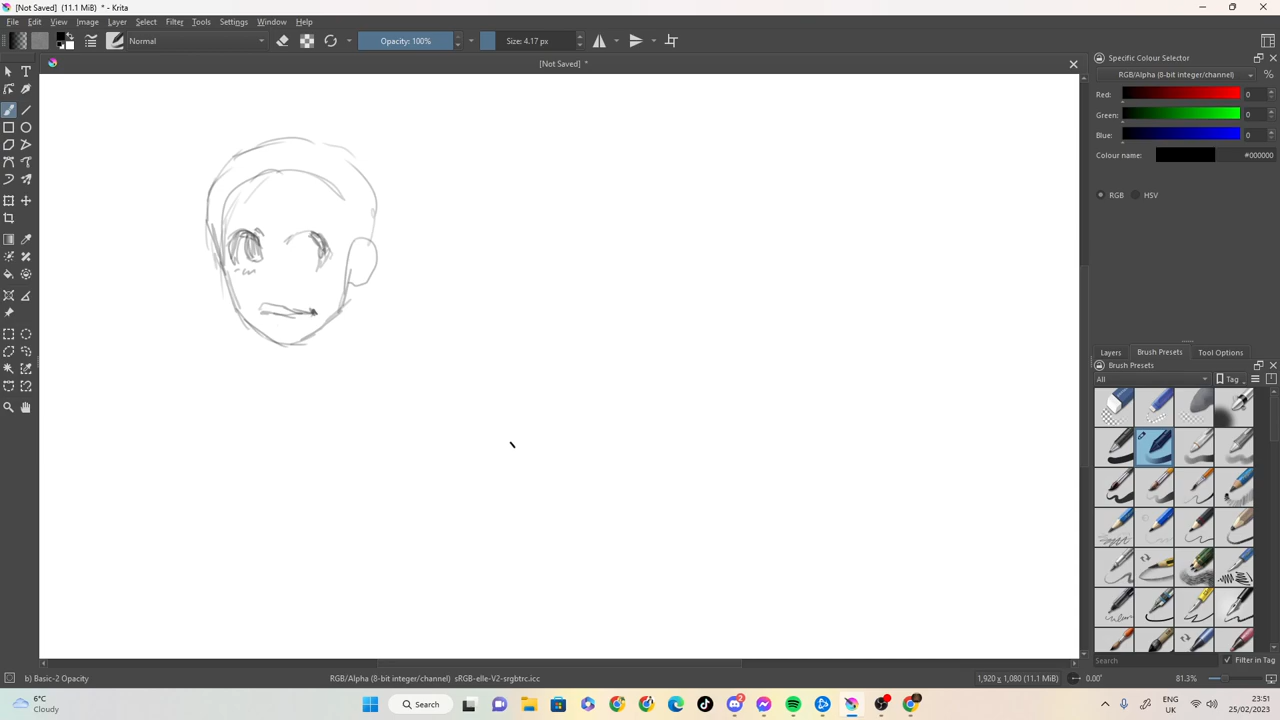 [Not Saved] (11.1 MiB) * - Krita
File Edit View Image Layer Select Filter Tools Settings Window Help
Normal Opacity: 100% Size: 4.17 px
[Not Saved] *
Specific Colour Selector
RGB/Alpha (8-bit integer/channel) %
Red: 0
Green: 0
Blue: 0
Colour name: #000000
RGB HSV
Layers Brush Presets Tool Options
Brush Presets
All Tag
Search Filter in Tag
b) Basic-2 Opacity RGB/Alpha (8-bit integer/channel) sRGB-elle-V2-srgbtrc.icc 1,920 x 1,080 (11.1 MiB) 0.00° 81.3%
6°C
Cloudy
Search
ENG
UK
23:51
25/02/2023